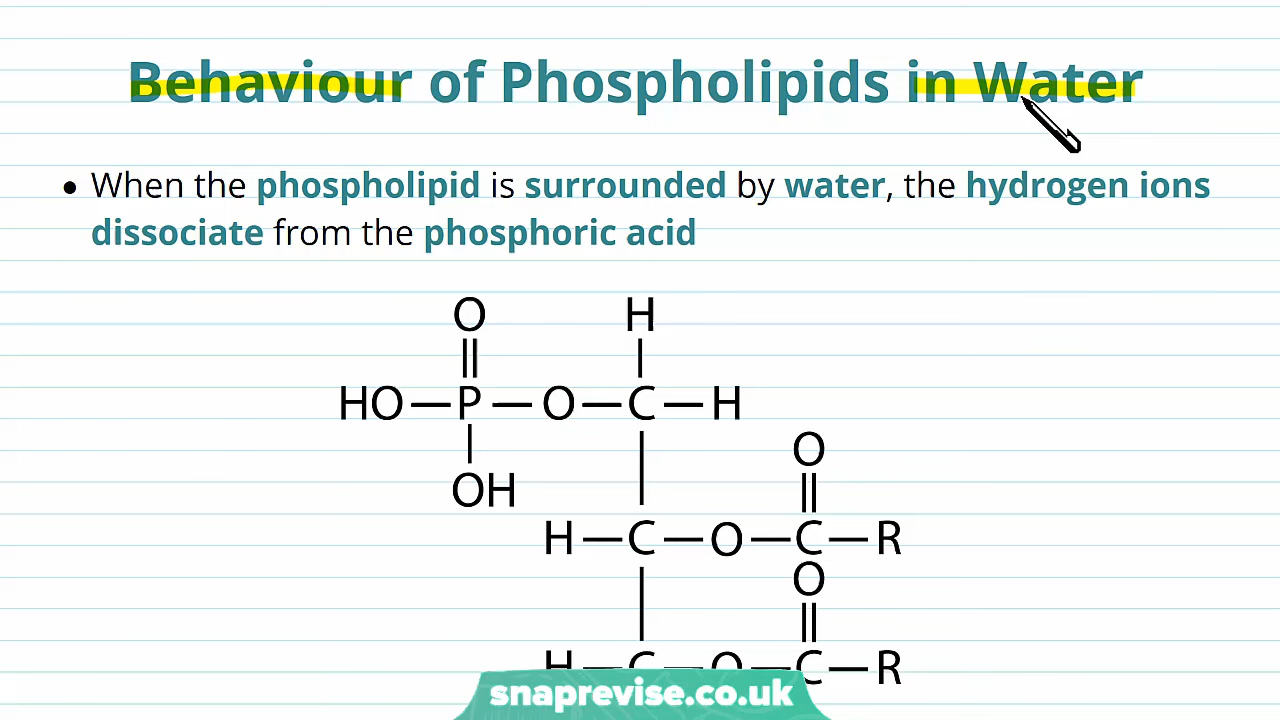 Behaviour of Phospholipids in Water
• When the phospholipid is surrounded by water, the hydrogen ions
dissociate from the phosphoric acid
O H
HO P O C H
O
OH
H C O C R
O
H C O C R
snaprevise.co.uk